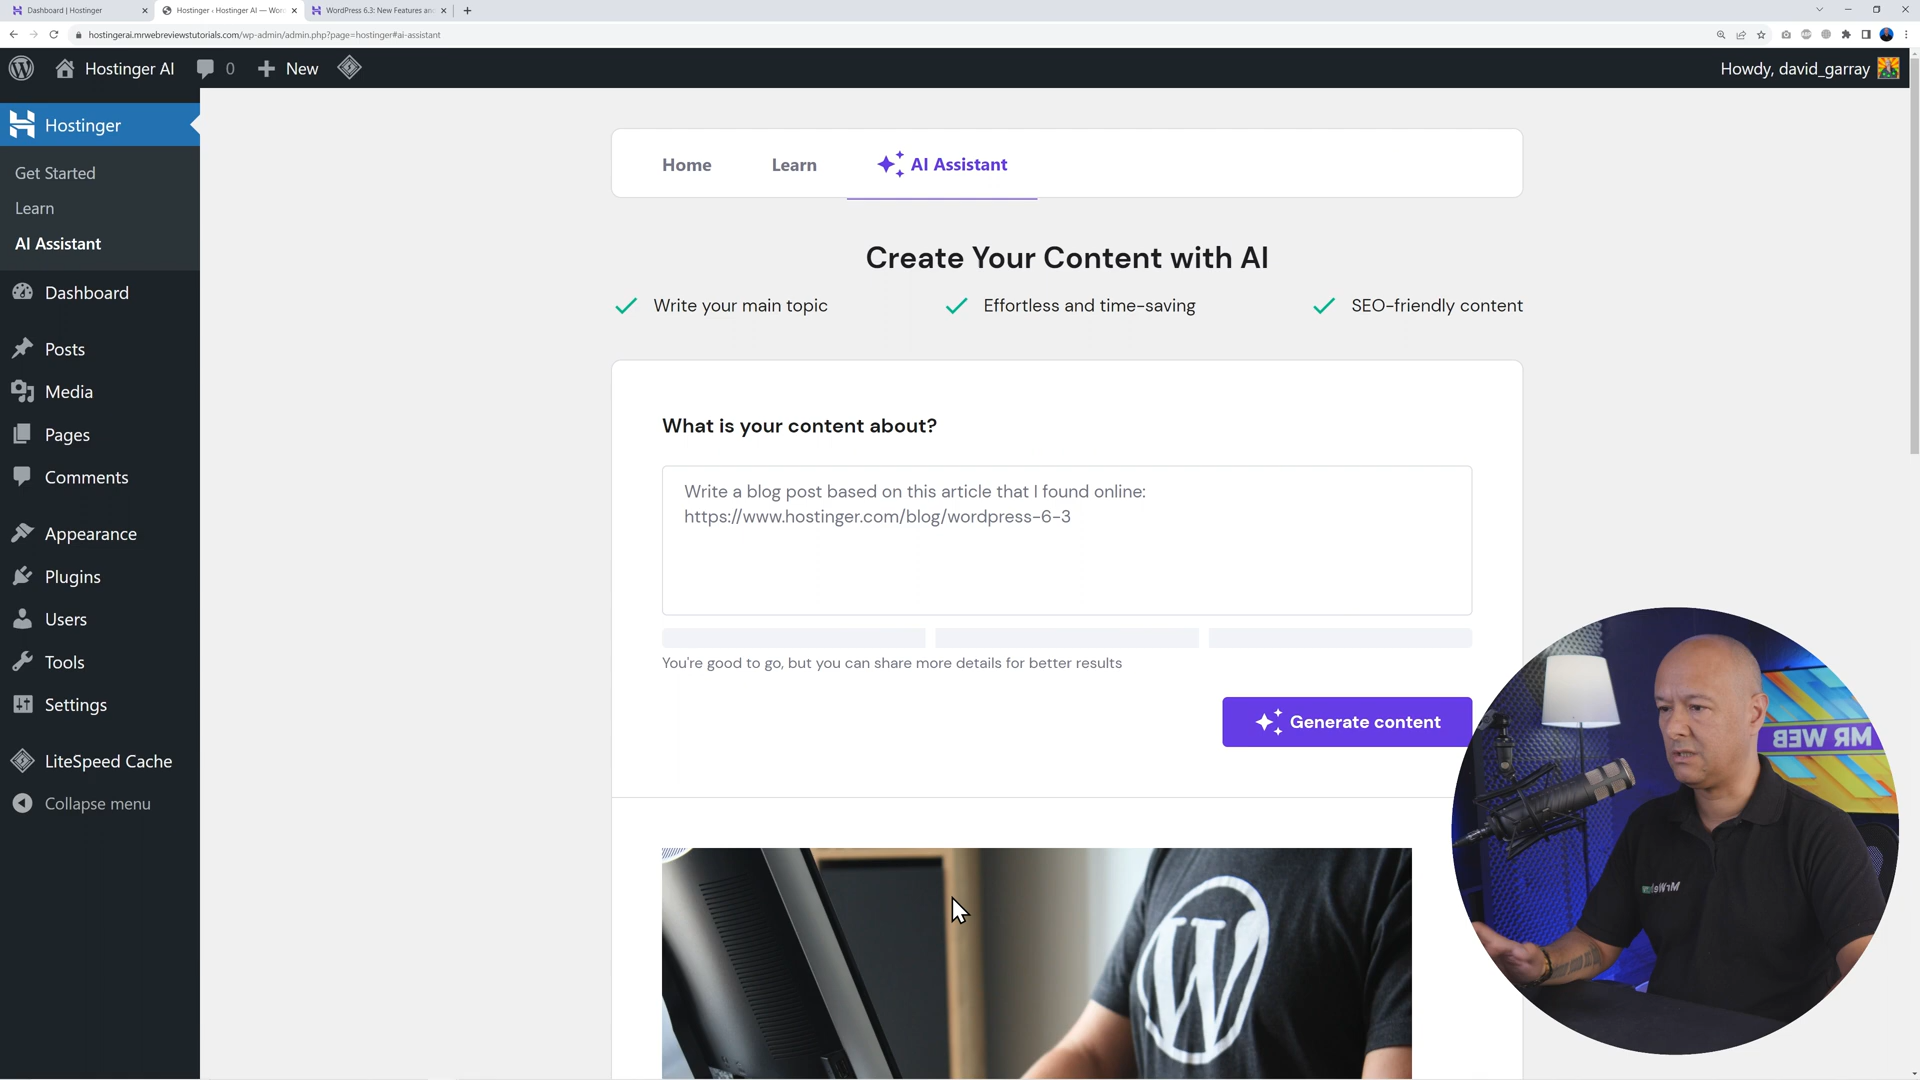 Dashboard | Hostinger
Hostinger ‹ Hostinger AI — Wor
WordPress 6.3: New Features an
hostingerai.mrwebreviewstutorials.com/wp-admin/admin.php?page=hostinger#ai-assistant
Hostinger AI
0
New
Howdy, david_garray
Hostinger
Get Started
Learn
AI Assistant
Dashboard
Posts
Media
Pages
Comments
Appearance
Plugins
Users
Tools
Settings
LiteSpeed Cache
Collapse menu
Home
Learn
AI Assistant
Create Your Content with AI
Write your main topic
Effortless and time-saving
SEO-friendly content
What is your content about?
Write a blog post based on this article that I found online:
https://www.hostinger.com/blog/wordpress-6-3
You're good to go, but you can share more details for better results
Generate content
MR WEB
MrWeb